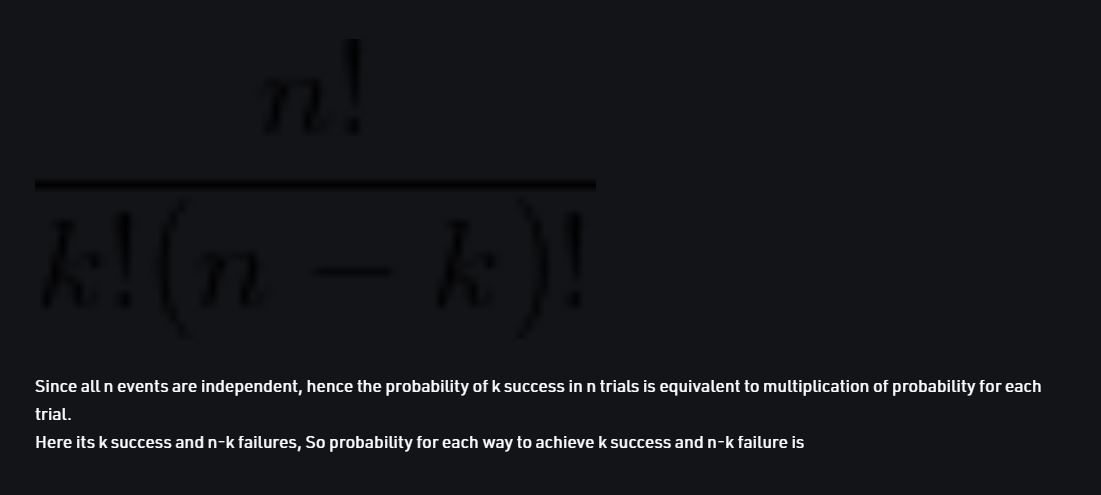 n!
k!(n − k)!
Since all n events are independent, hence the probability of k success in n trials is equivalent to multiplication of probability for each
trial.
Here its k success and n-k failures, So probability for each way to achieve k success and n-k failure is